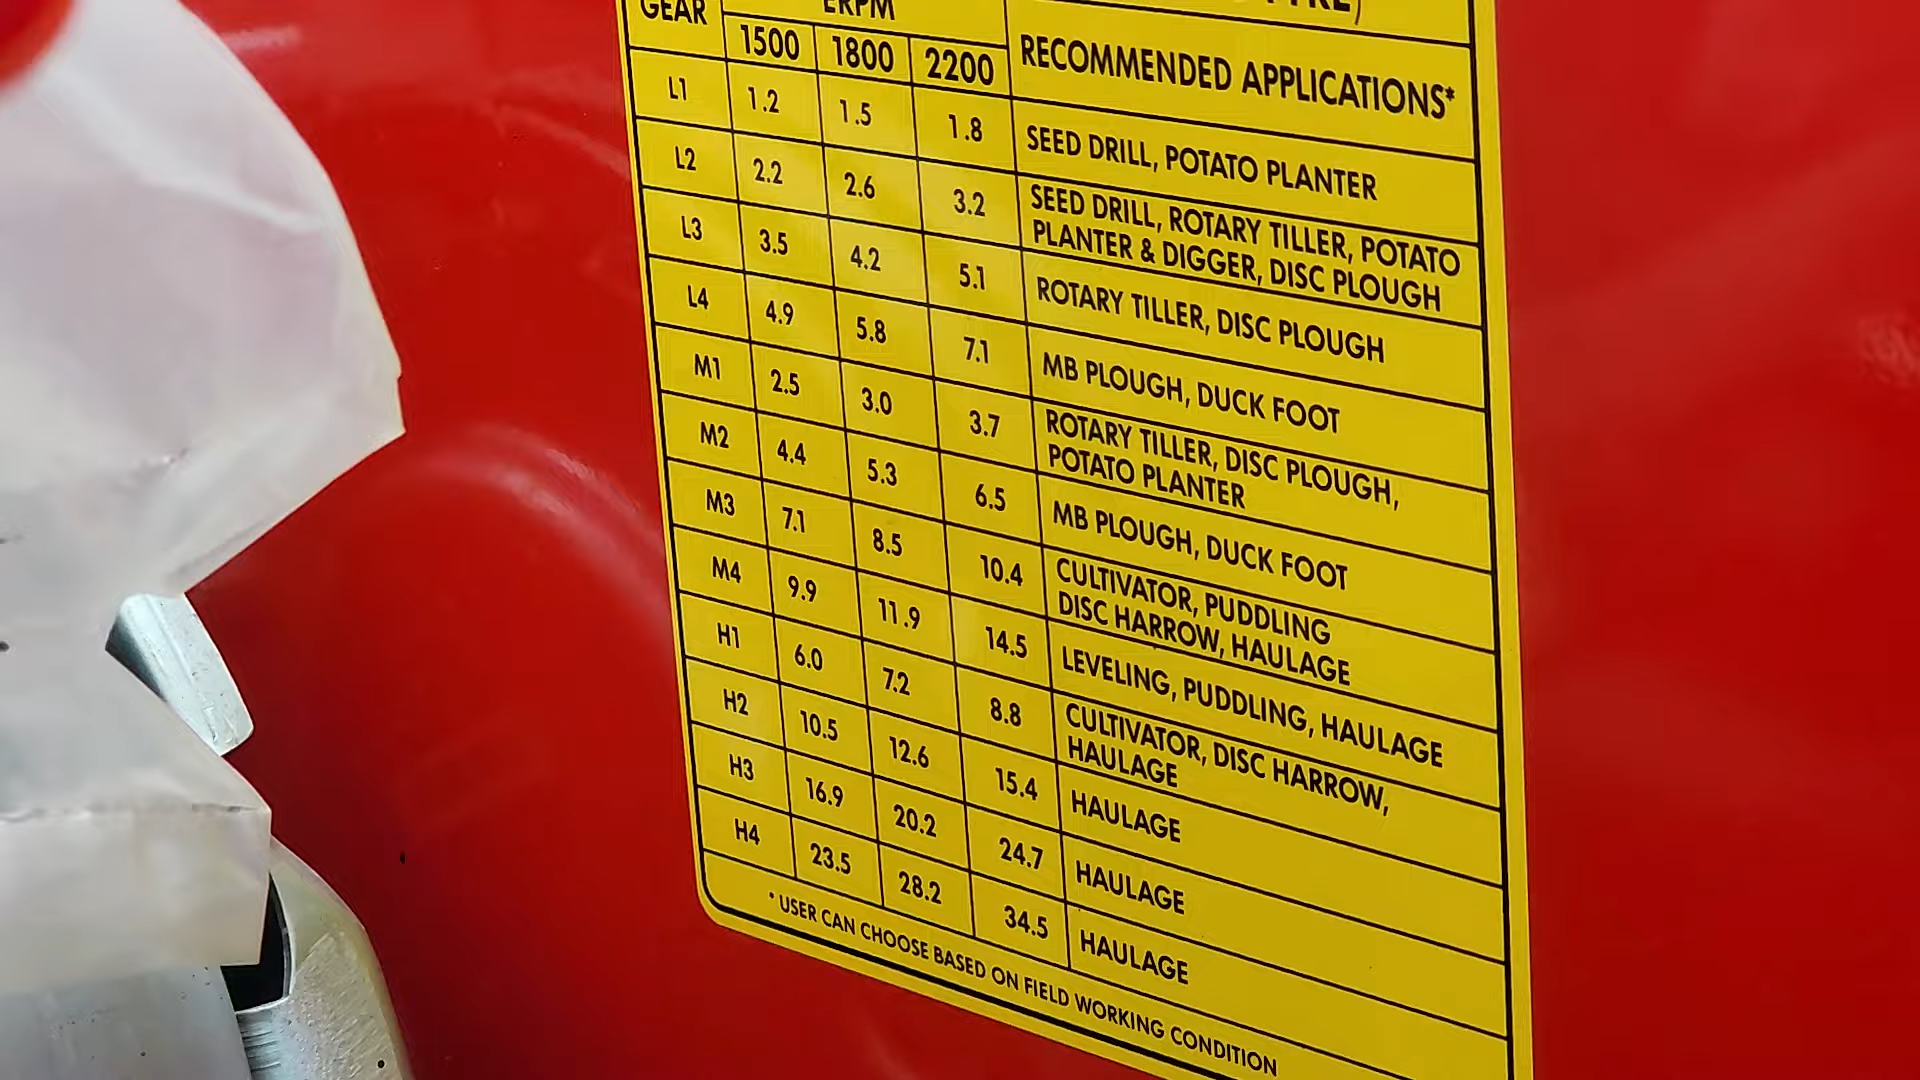 GEAR ERPM
1500 1800 2200 RECOMMENDED APPLICATIONS*
L1 1.2 1.5 1.8 SEED DRILL, POTATO PLANTER
L2 2.2 2.6 3.2 SEED DRILL, ROTARY TILLER, POTATO
PLANTER & DIGGER, DISC PLOUGH
L3 3.5 4.2 5.1 ROTARY TILLER, DISC PLOUGH
L4 4.9 5.8 7.1 MB PLOUGH, DUCK FOOT
M1 2.5 3.0 3.7 ROTARY TILLER, DISC PLOUGH,
POTATO PLANTER
M2 4.4 5.3 6.5 MB PLOUGH, DUCK FOOT
M3 7.1 8.5 10.4 CULTIVATOR, PUDDLING
DISC HARROW, HAULAGE
M4 9.9 11.9 14.5 LEVELING, PUDDLING, HAULAGE
H1 6.0 7.2 8.8 CULTIVATOR, DISC HARROW,
HAULAGE
H2 10.5 12.6 15.4 HAULAGE
H3 16.9 20.2 24.7 HAULAGE
H4 23.5 28.2 34.5 HAULAGE
* USER CAN CHOOSE BASED ON FIELD WORKING CONDITION